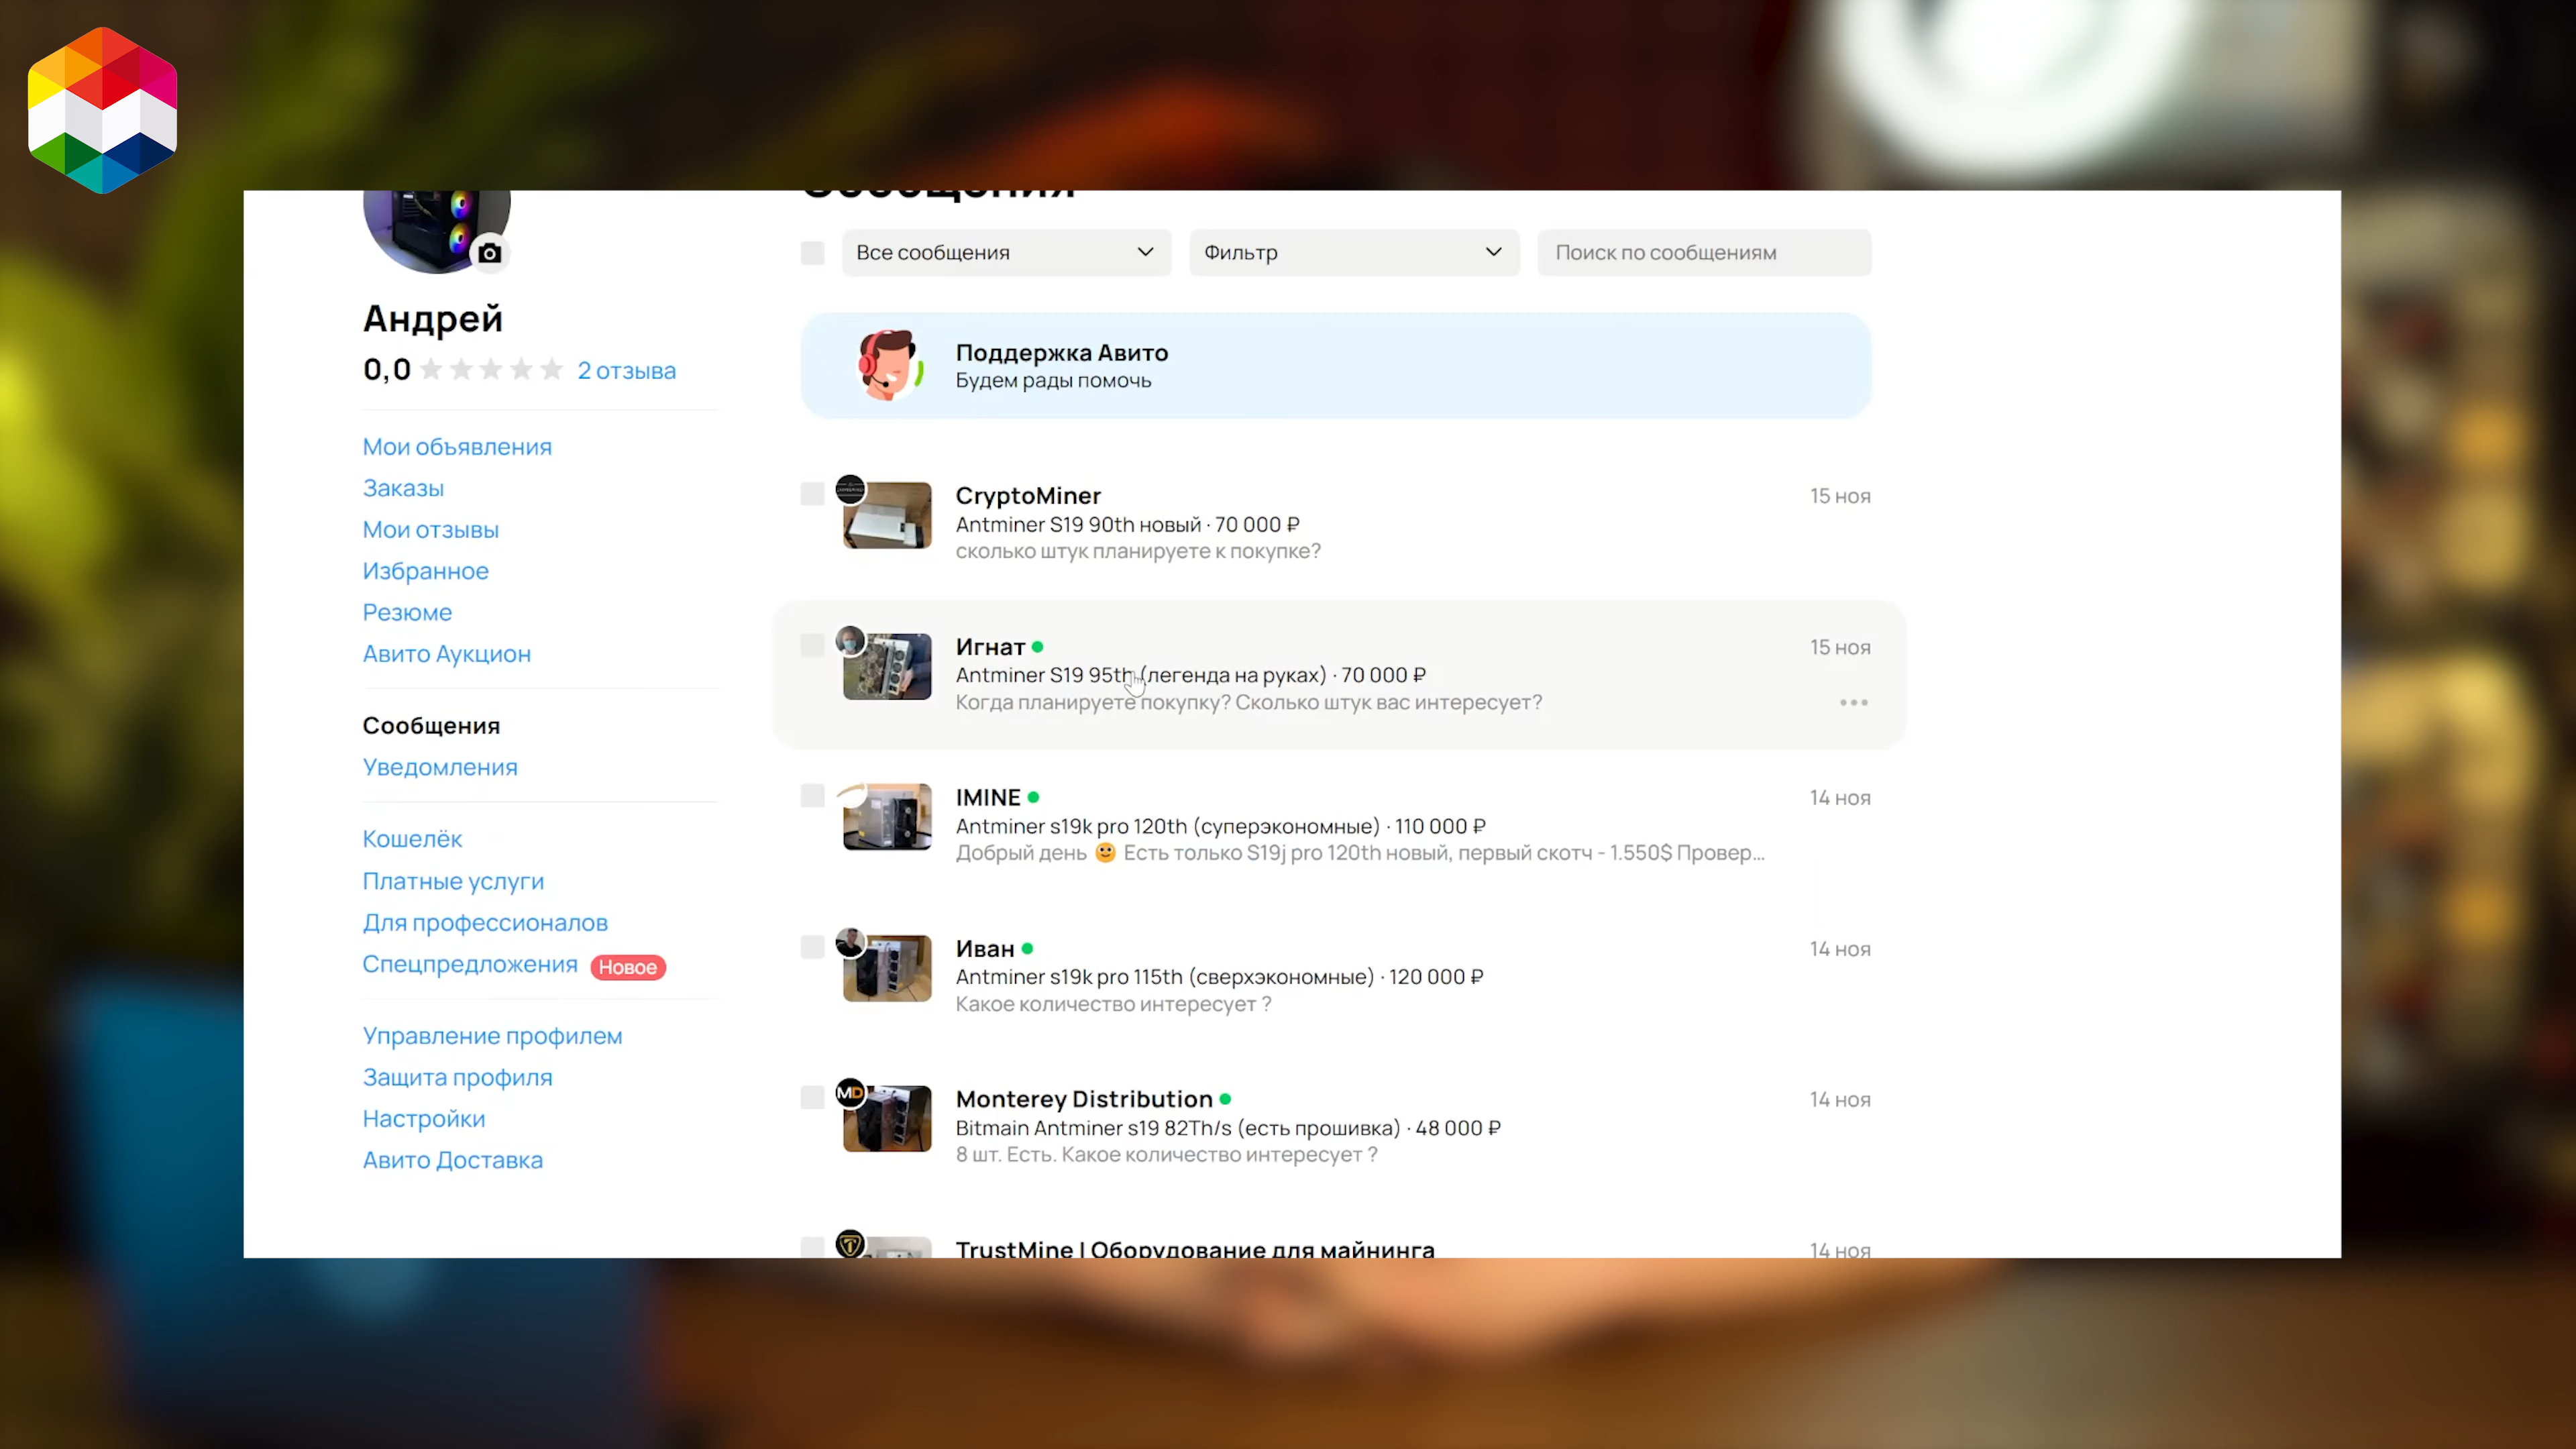 Сообщения
Все сообщения
Фильтр
Поиск по сообщениям
Андрей
0,0
2 отзыва
Мои объявления
Заказы
Мои отзывы
Избранное
Резюме
Авито Аукцион
Сообщения
Уведомления
Кошелёк
Платные услуги
Для профессионалов
Спецпредложения Новое
Управление профилем
Защита профиля
Настройки
Авито Доставка
Поддержка Авито
Будем рады помочь
CryptoMiner
15 ноя
Antminer S19 90th новый · 70 000 ₽
сколько штук планируете к покупке?
Игнат
15 ноя
Antminer S19 95th (легенда на руках) · 70 000 ₽
Когда планируете покупку? Сколько штук вас интересует?
IMINE
14 ноя
Antminer s19k pro 120th (суперэкономные) · 110 000 ₽
Добрый день 🙂 Есть только S19j pro 120th новый, первый скотч - 1.550$ Провер...
Иван
14 ноя
Antminer s19k pro 115th (сверхэкономные) · 120 000 ₽
Какое количество интересует ?
MD
Monterey Distribution
14 ноя
Bitmain Antminer s19 82Th/s (есть прошивка) · 48 000 ₽
8 шт. Есть. Какое количество интересует ?
TrustMine | Оборудование для майнинга
14 ноя